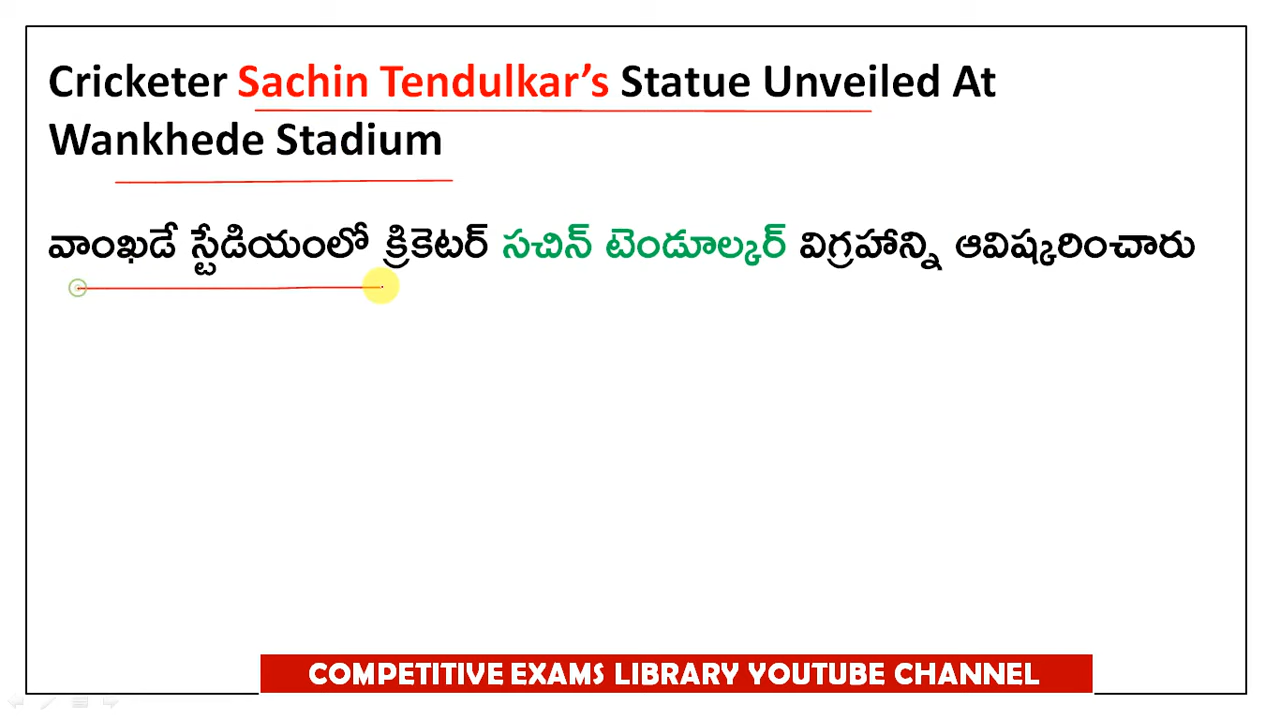 Cricketer Sachin Tendulkar’s Statue Unveiled At
Wankhede Stadium
వాంఖడే స్టేడియంలో క్రికెటర్ సచిన్ టెండూల్కర్ విగ్రహాన్ని ఆవిష్కరించారు
COMPETITIVE EXAMS LIBRARY YOUTUBE CHANNEL